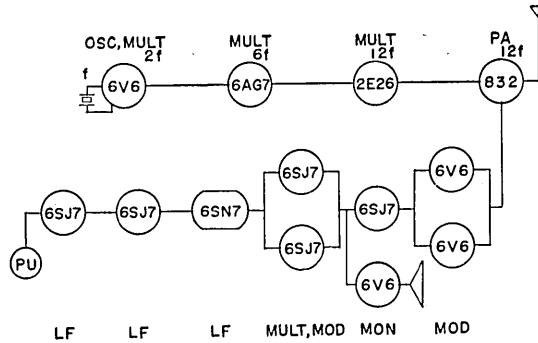 OSC, MULT MULT MULT PA
2f 6f 12f 12f
f
6V6 6AG7 2E26 832
6SJ7 6V6
6SJ7 6SJ7 6SN7 6SJ7
6SJ7 6V6
PU 6V6
LF LF LF MULT, MOD MON MOD